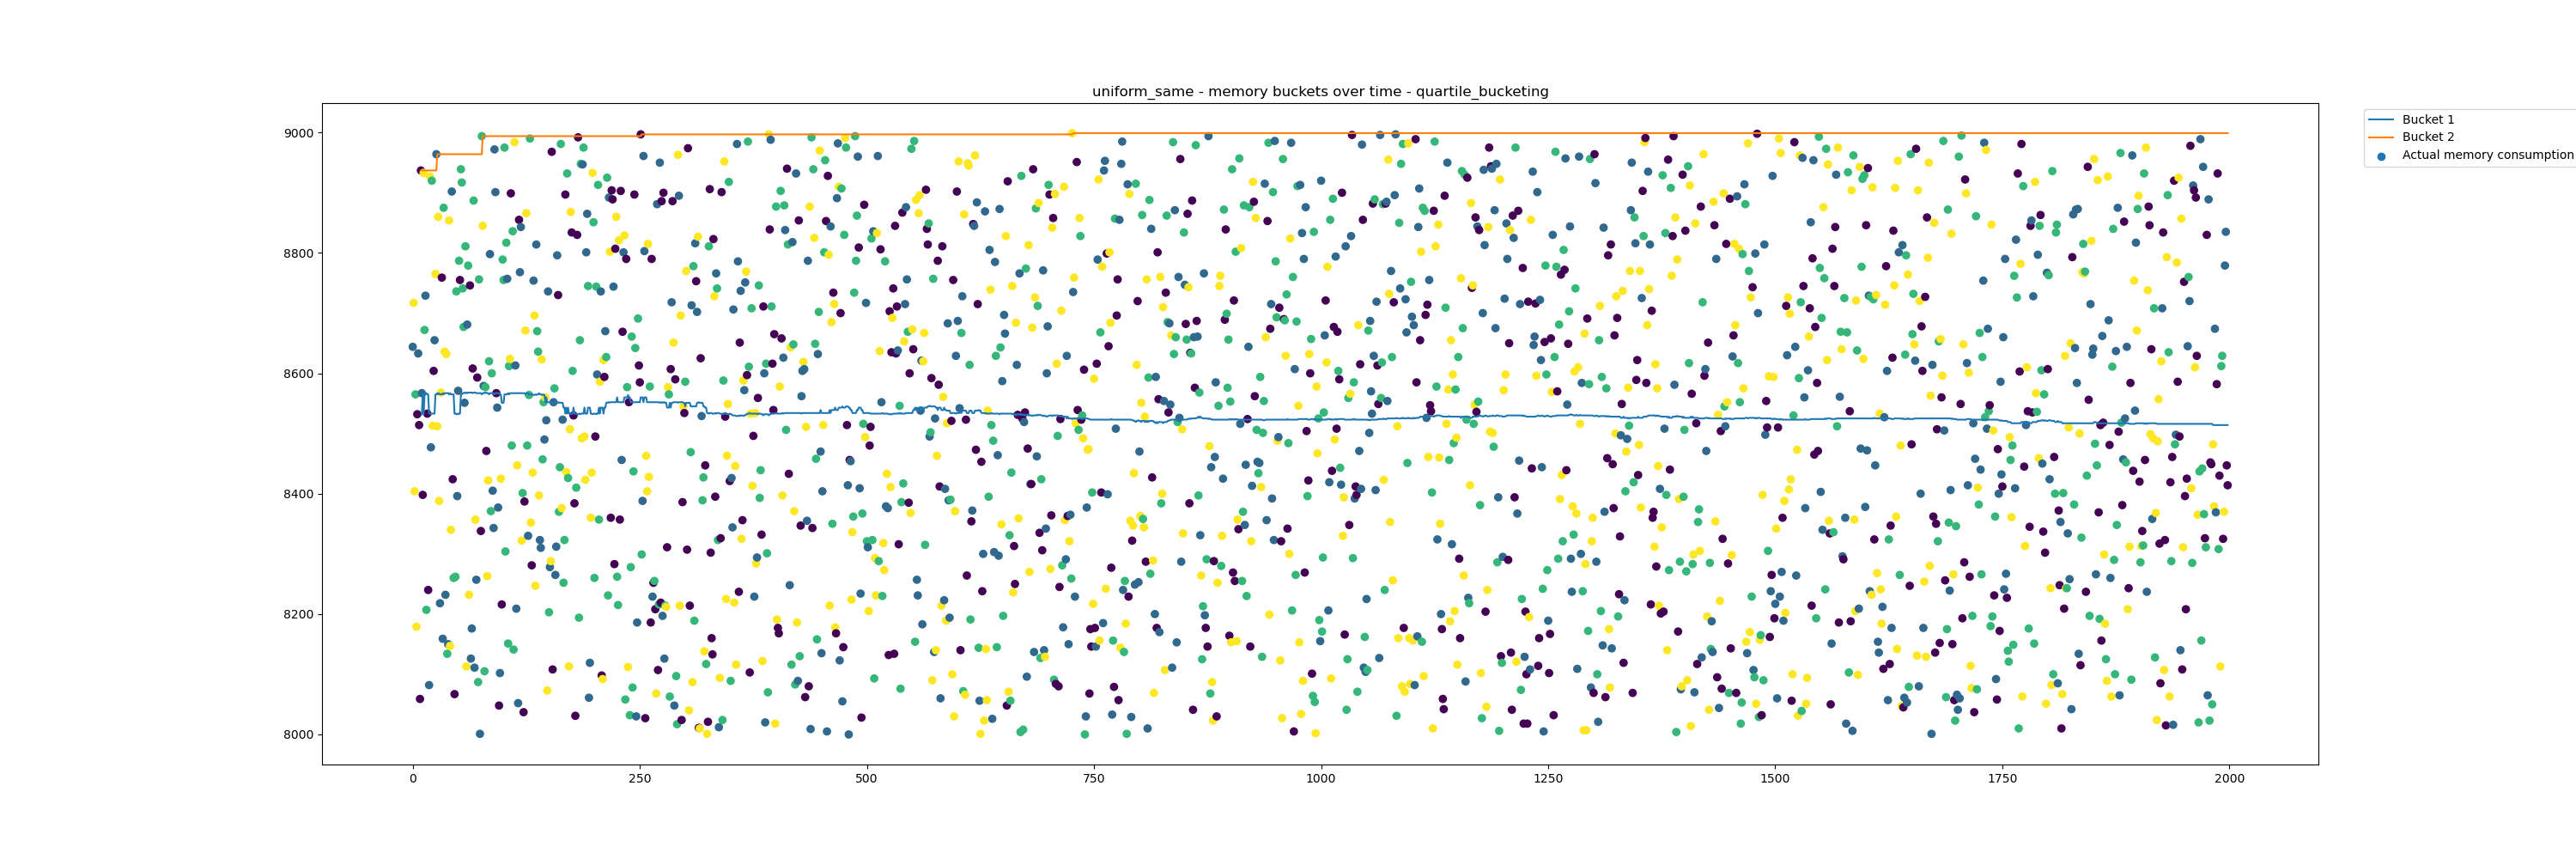 uniform_same - memory buckets over time - quartile_bucketing
Bucket 1
Bucket 2
Actual memory consumption
9000
8800
8600
8400
8200
8000
0 250 500 750 1000 1250 1500 1750 2000